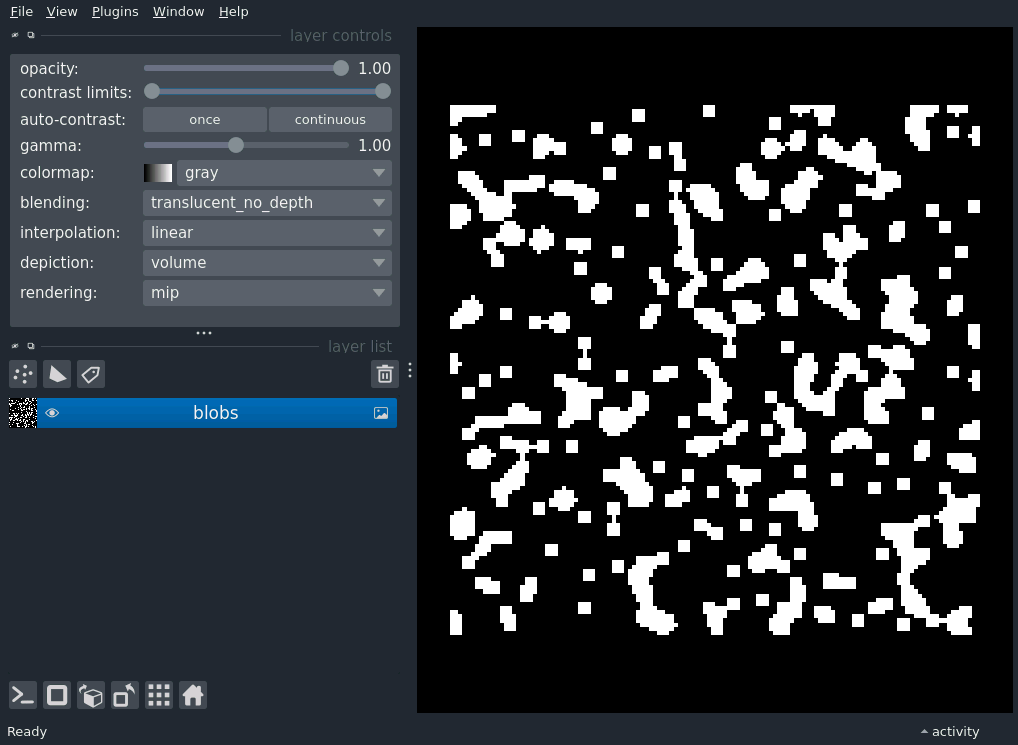 File View Plugins Window Help
layer controls
opacity: 1.00
contrast limits:
auto-contrast: once continuous
gamma: 1.00
colormap: gray
blending: translucent_no_depth
interpolation: linear
depiction: volume
rendering: mip
layer list
blobs
Ready activity